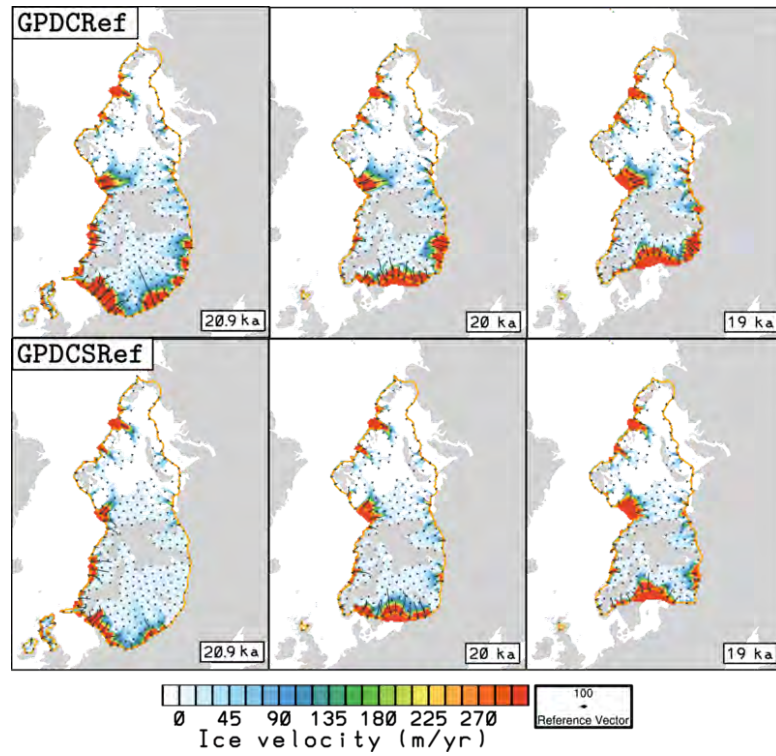 GPDCRef
20.9 ka
20 ka
19 ka
GPDCSRef
20.9 ka
20 ka
19 ka
0 45 90 135 180 225 270
Ice velocity (m/yr)
100
Reference Vector